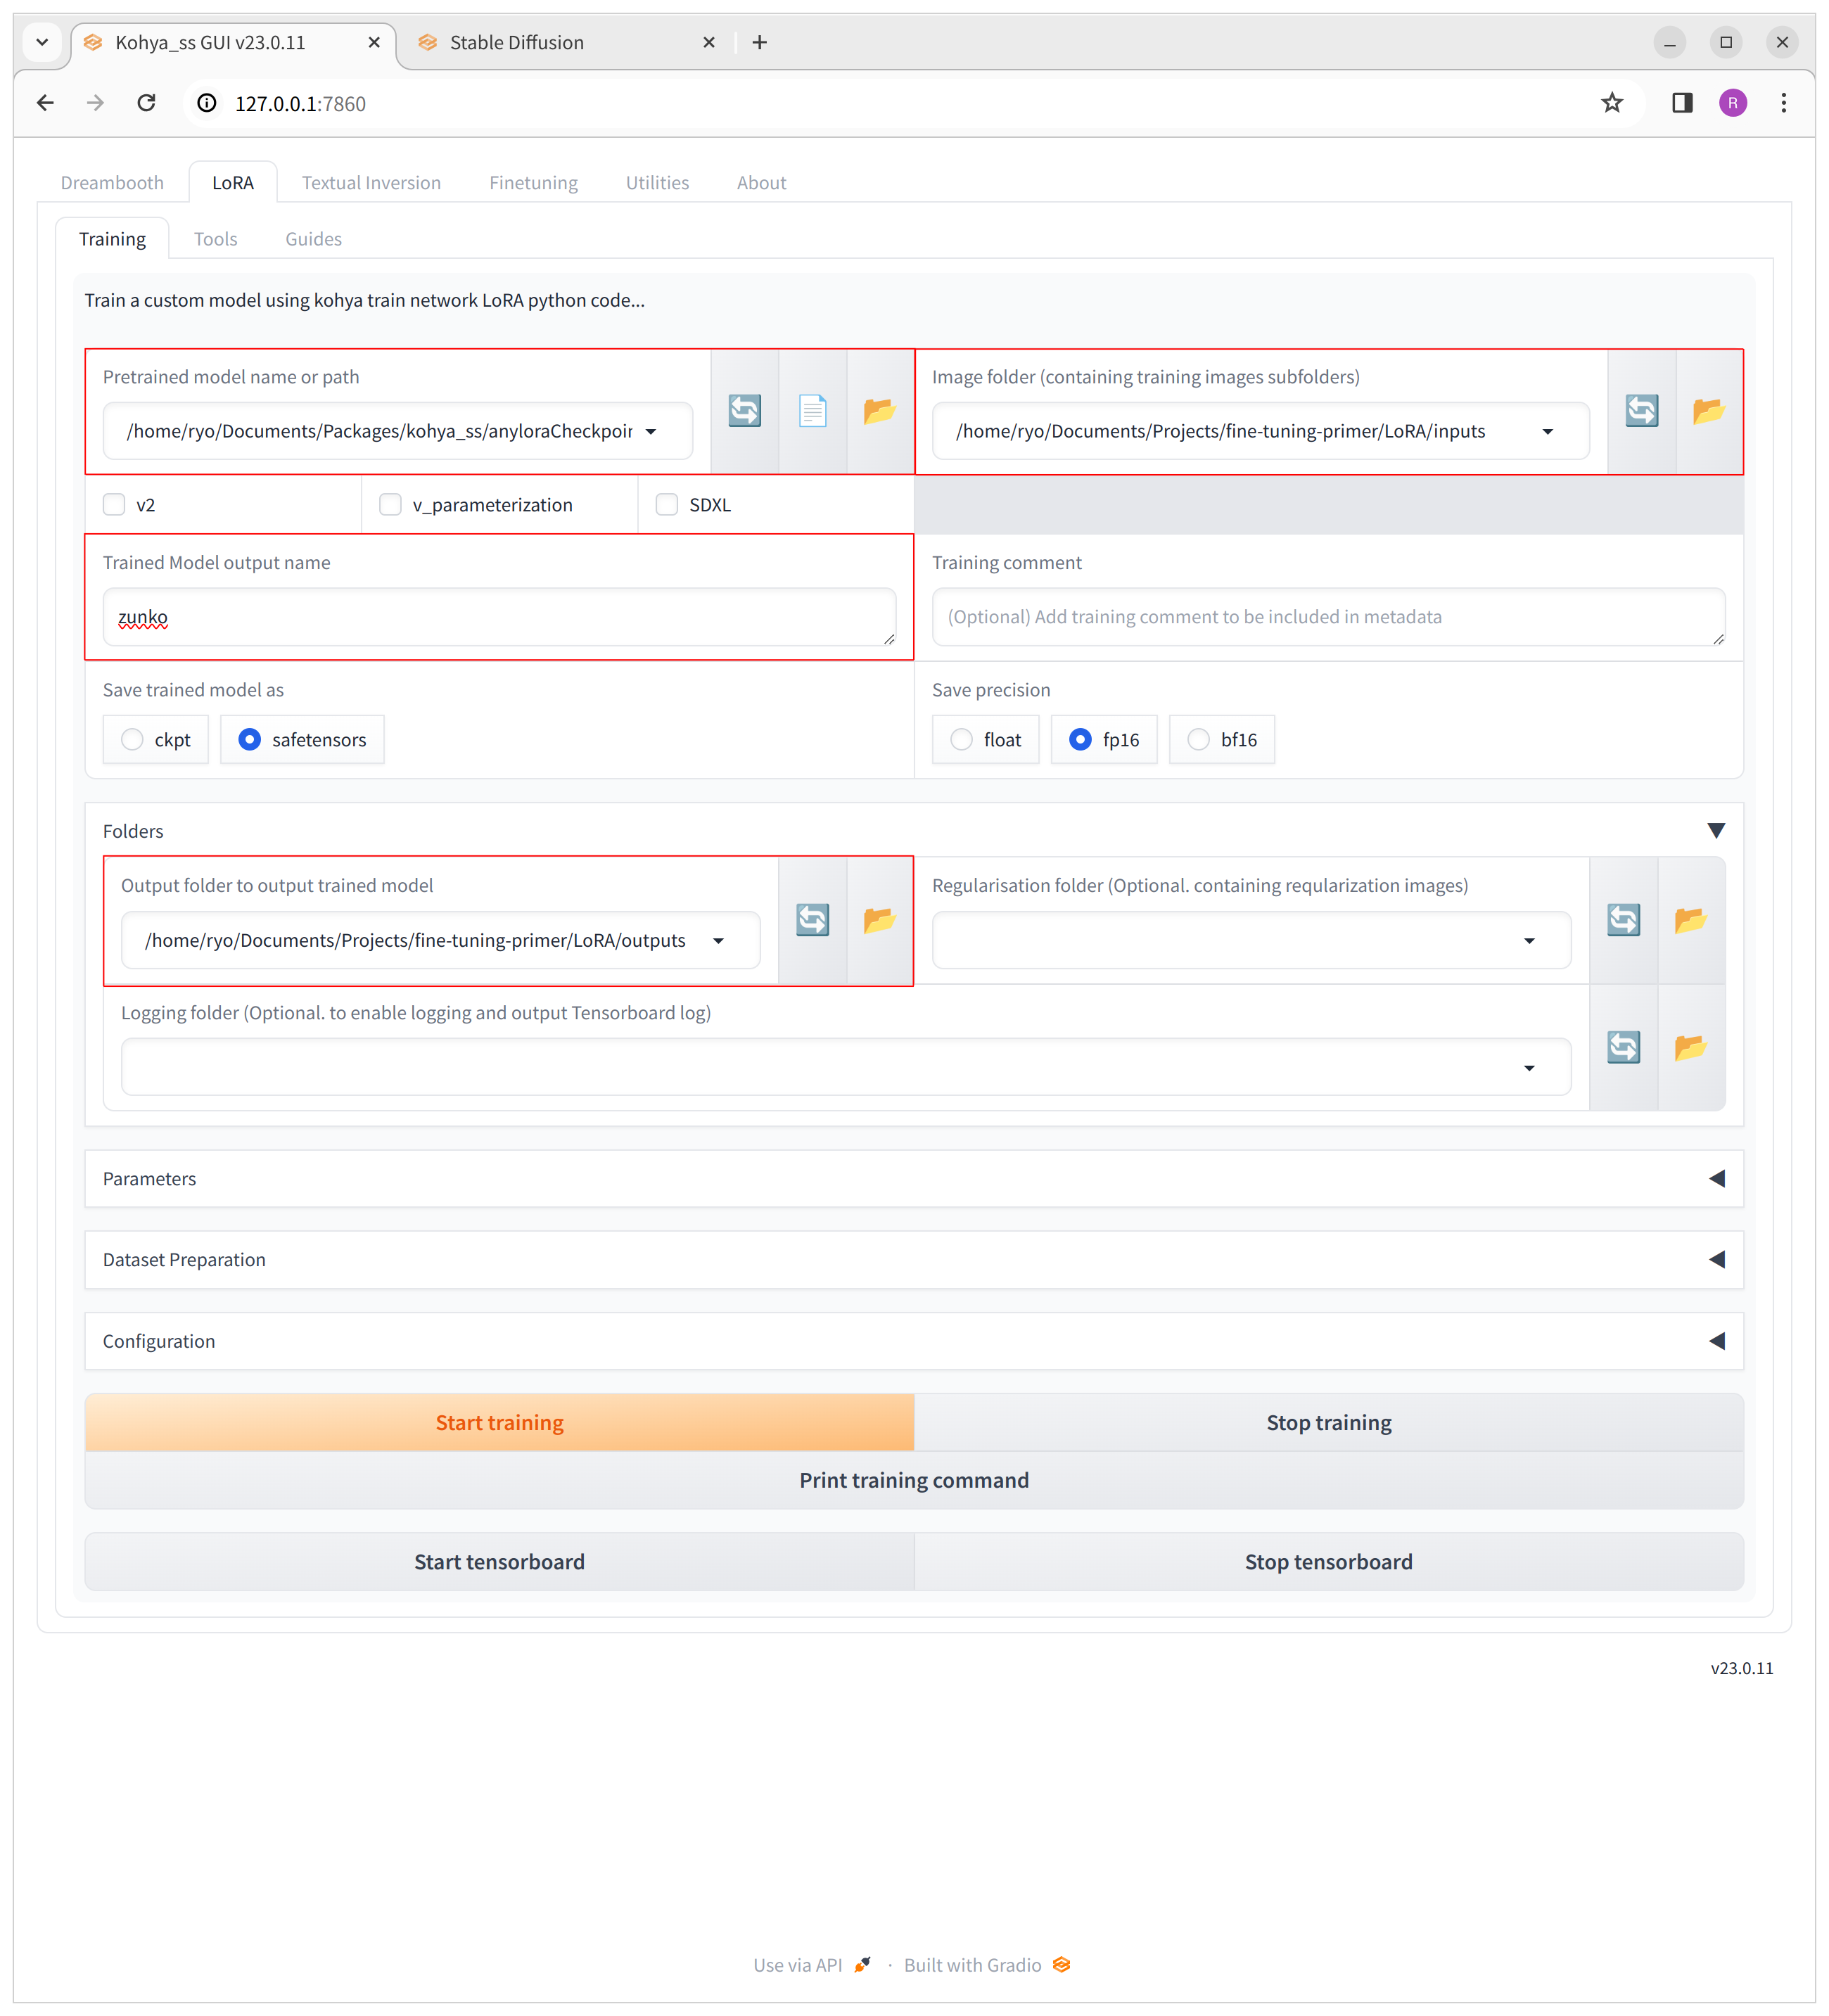 Kohya_ss GUI v23.0.11
Stable Diffusion
127.0.0.1:7860
R
Dreambooth LoRA Textual Inversion Finetuning Utilities About
Training Tools Guides
Train a custom model using kohya train network LoRA python code...
Pretrained model name or path
/home/ryo/Documents/Packages/kohya_ss/anyloraCheckpoir
Image folder (containing training images subfolders)
/home/ryo/Documents/Projects/fine-tuning-primer/LoRA/inputs
v2 v_parameterization SDXL
Trained Model output name
zunko
Training comment
(Optional) Add training comment to be included in metadata
Save trained model as
ckpt safetensors
Save precision
float fp16 bf16
Folders
Output folder to output trained model
/home/ryo/Documents/Projects/fine-tuning-primer/LoRA/outputs
Regularisation folder (Optional. containing reqularization images)
Logging folder (Optional. to enable logging and output Tensorboard log)
Parameters
Dataset Preparation
Configuration
Start training Stop training
Print training command
Start tensorboard Stop tensorboard
v23.0.11
Use via API · Built with Gradio